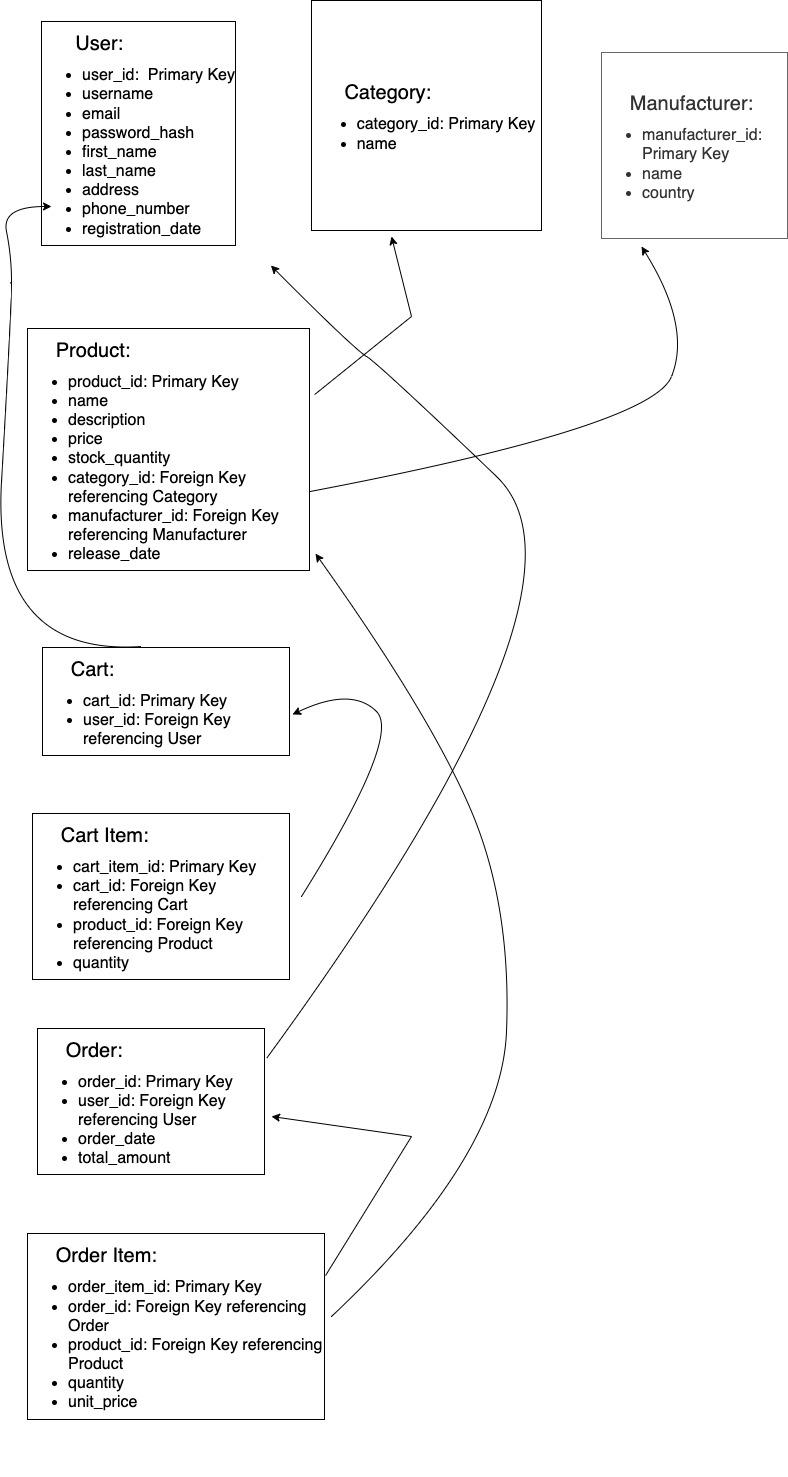 User:
user_id:  Primary Key
username
email
password_hash
first_name
last_name
address
phone_number
registration_date
Category:
category_id: Primary Key
name
Manufacturer:
manufacturer_id:
Primary Key
name
country
Product:
product_id: Primary Key
name
description
price
stock_quantity
category_id: Foreign Key
referencing Category
manufacturer_id: Foreign Key
referencing Manufacturer
release_date
Cart:
cart_id: Primary Key
user_id: Foreign Key
referencing User
Cart Item:
cart_item_id: Primary Key
cart_id: Foreign Key
referencing Cart
product_id: Foreign Key
referencing Product
quantity
Order:
order_id: Primary Key
user_id: Foreign Key
referencing User
order_date
total_amount
Order Item:
order_item_id: Primary Key
order_id: Foreign Key referencing
Order
product_id: Foreign Key referencing
Product
quantity
unit_price